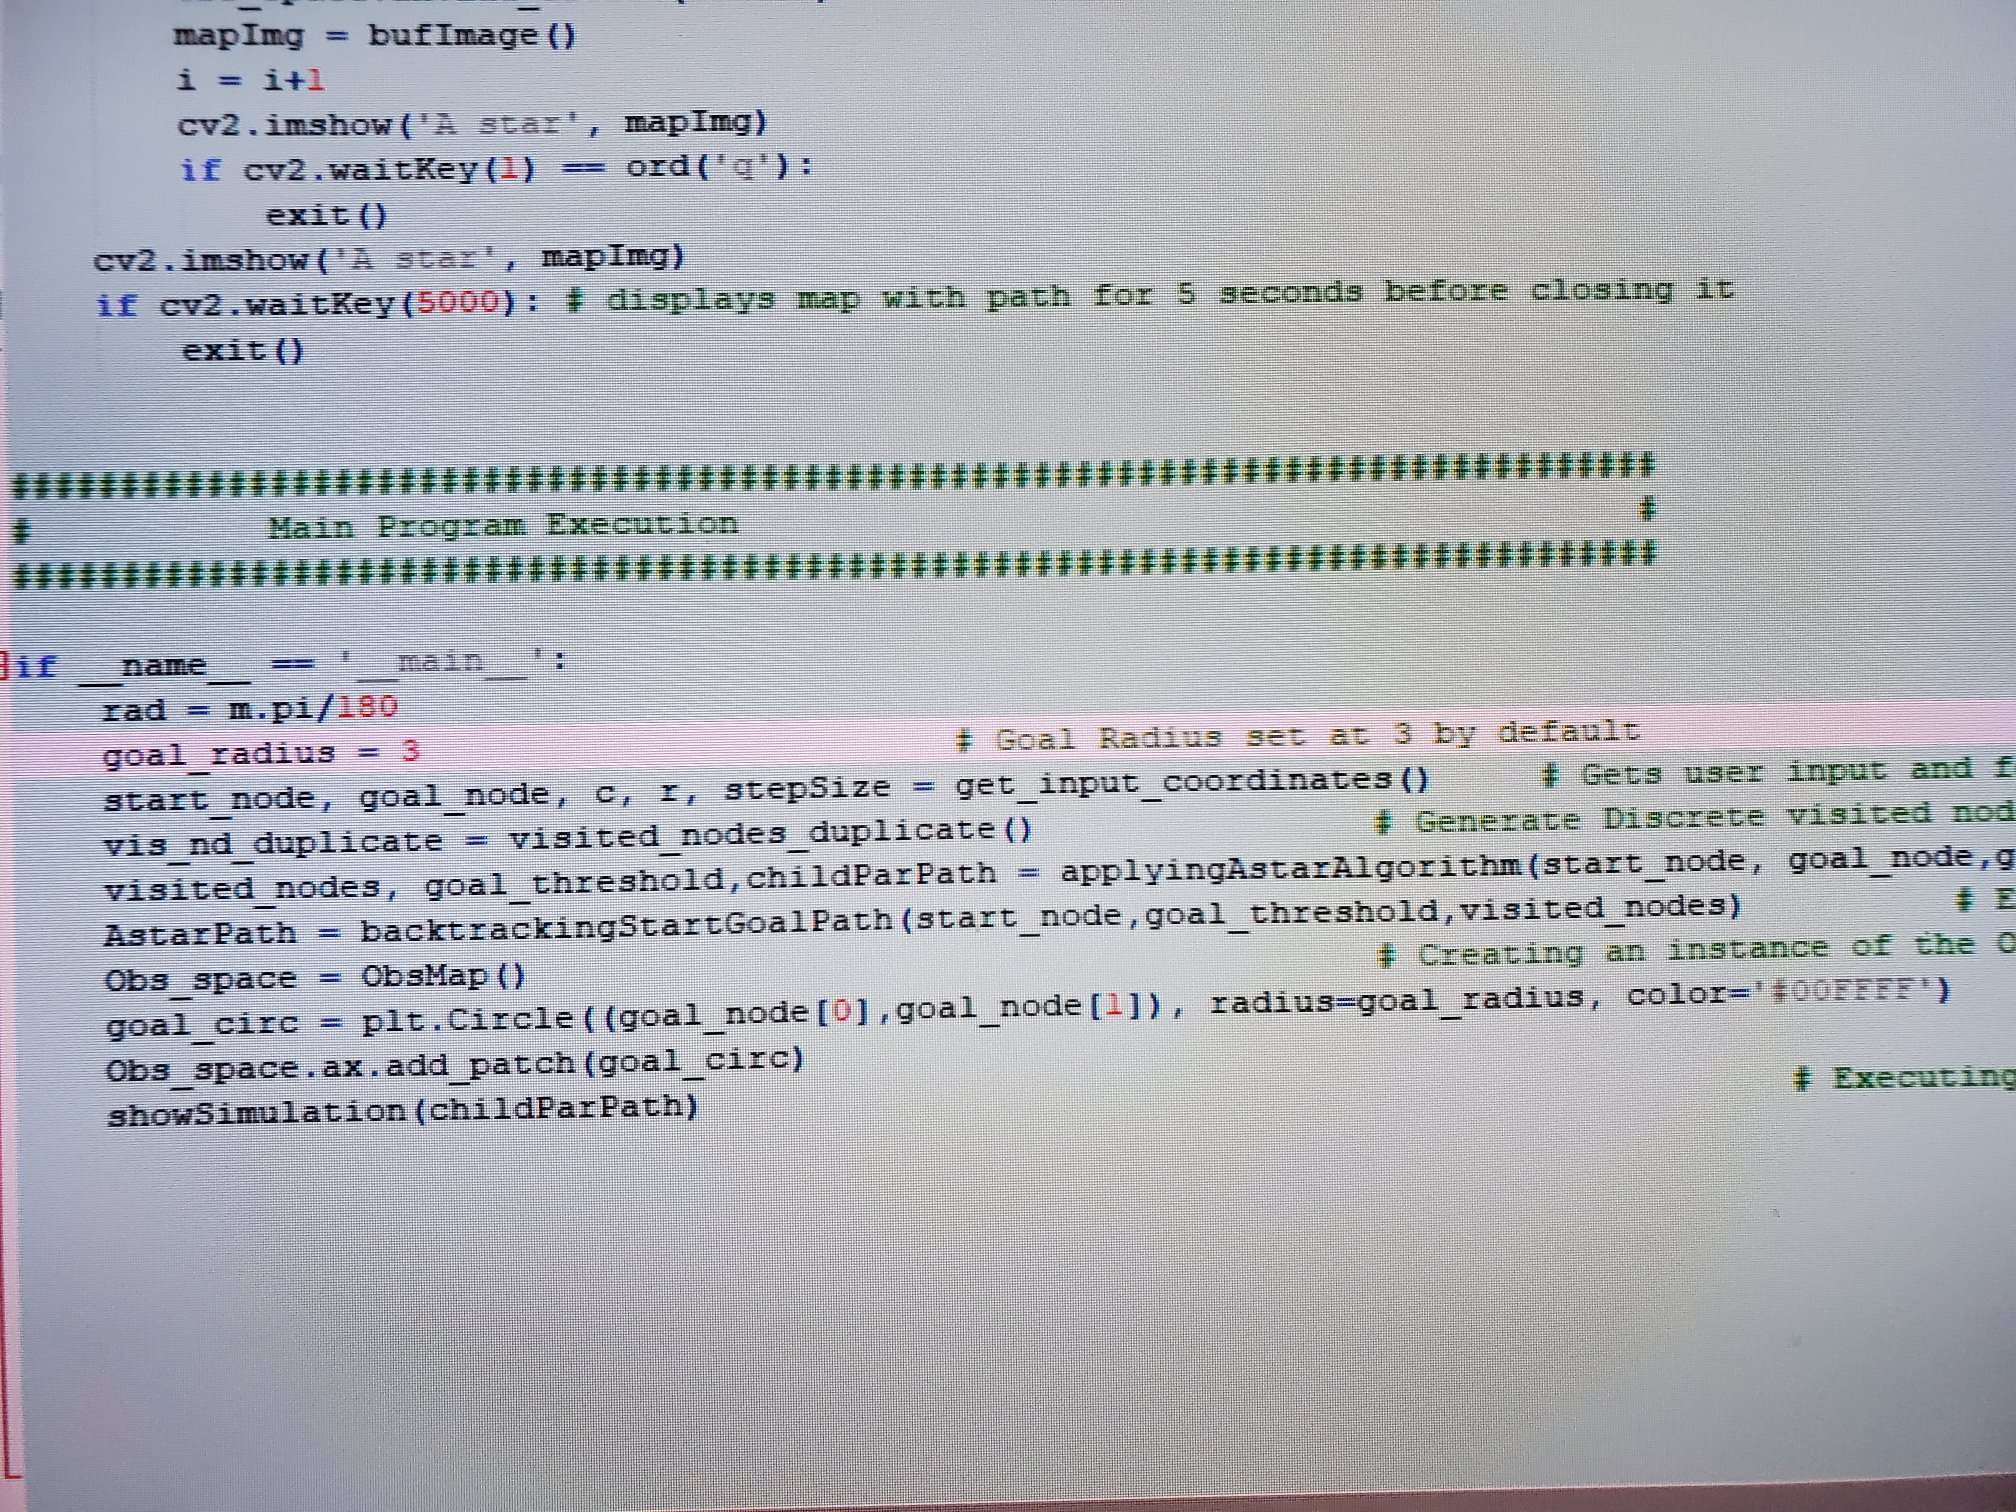 mapImg = bufImage()
i = i+1
cv2.imshow('A star', mapImg)
if cv2.waitKey(1) == ord('q'):
exit()
cv2.imshow('A star', mapImg)
if cv2.waitKey(5000): # displays map with path for 5 seconds before closing it
exit()
##############################################################################
# Main Program Execution #
##############################################################################
if __name__ == '__main__':
rad = m.pi/180
goal_radius = 3 # Goal Radius set at 3 by default
start_node, goal_node, c, r, stepSize = get_input_coordinates() # Gets user input and f
vis_nd_duplicate = visited_nodes_duplicate() # Generate Discrete visited nod
visited_nodes, goal_threshold,childParPath = applyingAstarAlgorithm(start_node, goal_node,g
AstarPath = backtrackingStartGoalPath(start_node,goal_threshold,visited_nodes) # E
Obs_space = ObsMap() # Creating an instance of the O
goal_circ = plt.Circle((goal_node[0],goal_node[1]), radius=goal_radius, color='#00FFFF')
Obs_space.ax.add_patch(goal_circ)
showSimulation(childParPath) # Executing